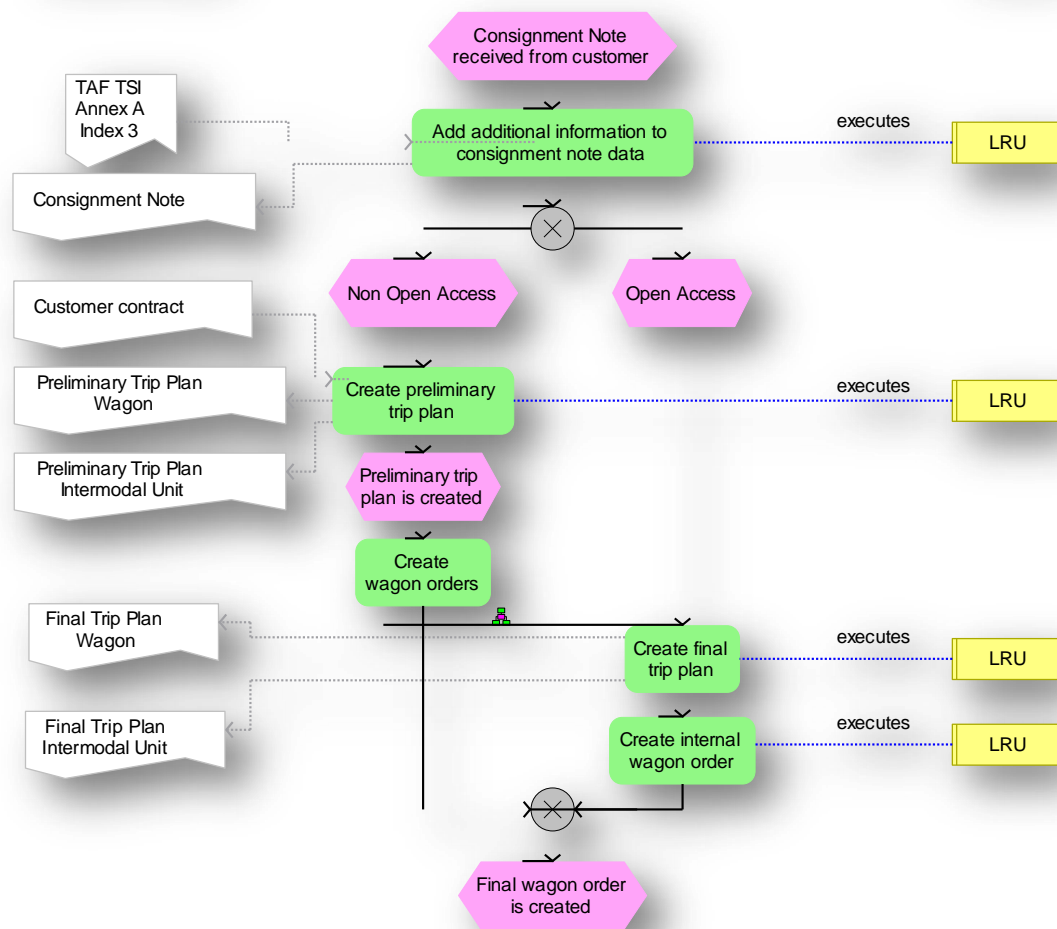 Consignment Note
received from customer
TAF TSI
Annex A
Index 3
Add additional information to
consignment note data
executes
LRU
Consignment Note
Non Open Access
Open Access
Customer contract
Preliminary Trip Plan
Wagon
Create preliminary
trip plan
executes
LRU
Preliminary Trip Plan
Intermodal Unit
Preliminary trip
plan is created
Create
wagon orders
Final Trip Plan
Wagon
Create final
trip plan
executes
LRU
Final Trip Plan
Intermodal Unit
Create internal
wagon order
executes
LRU
Final wagon order
is created